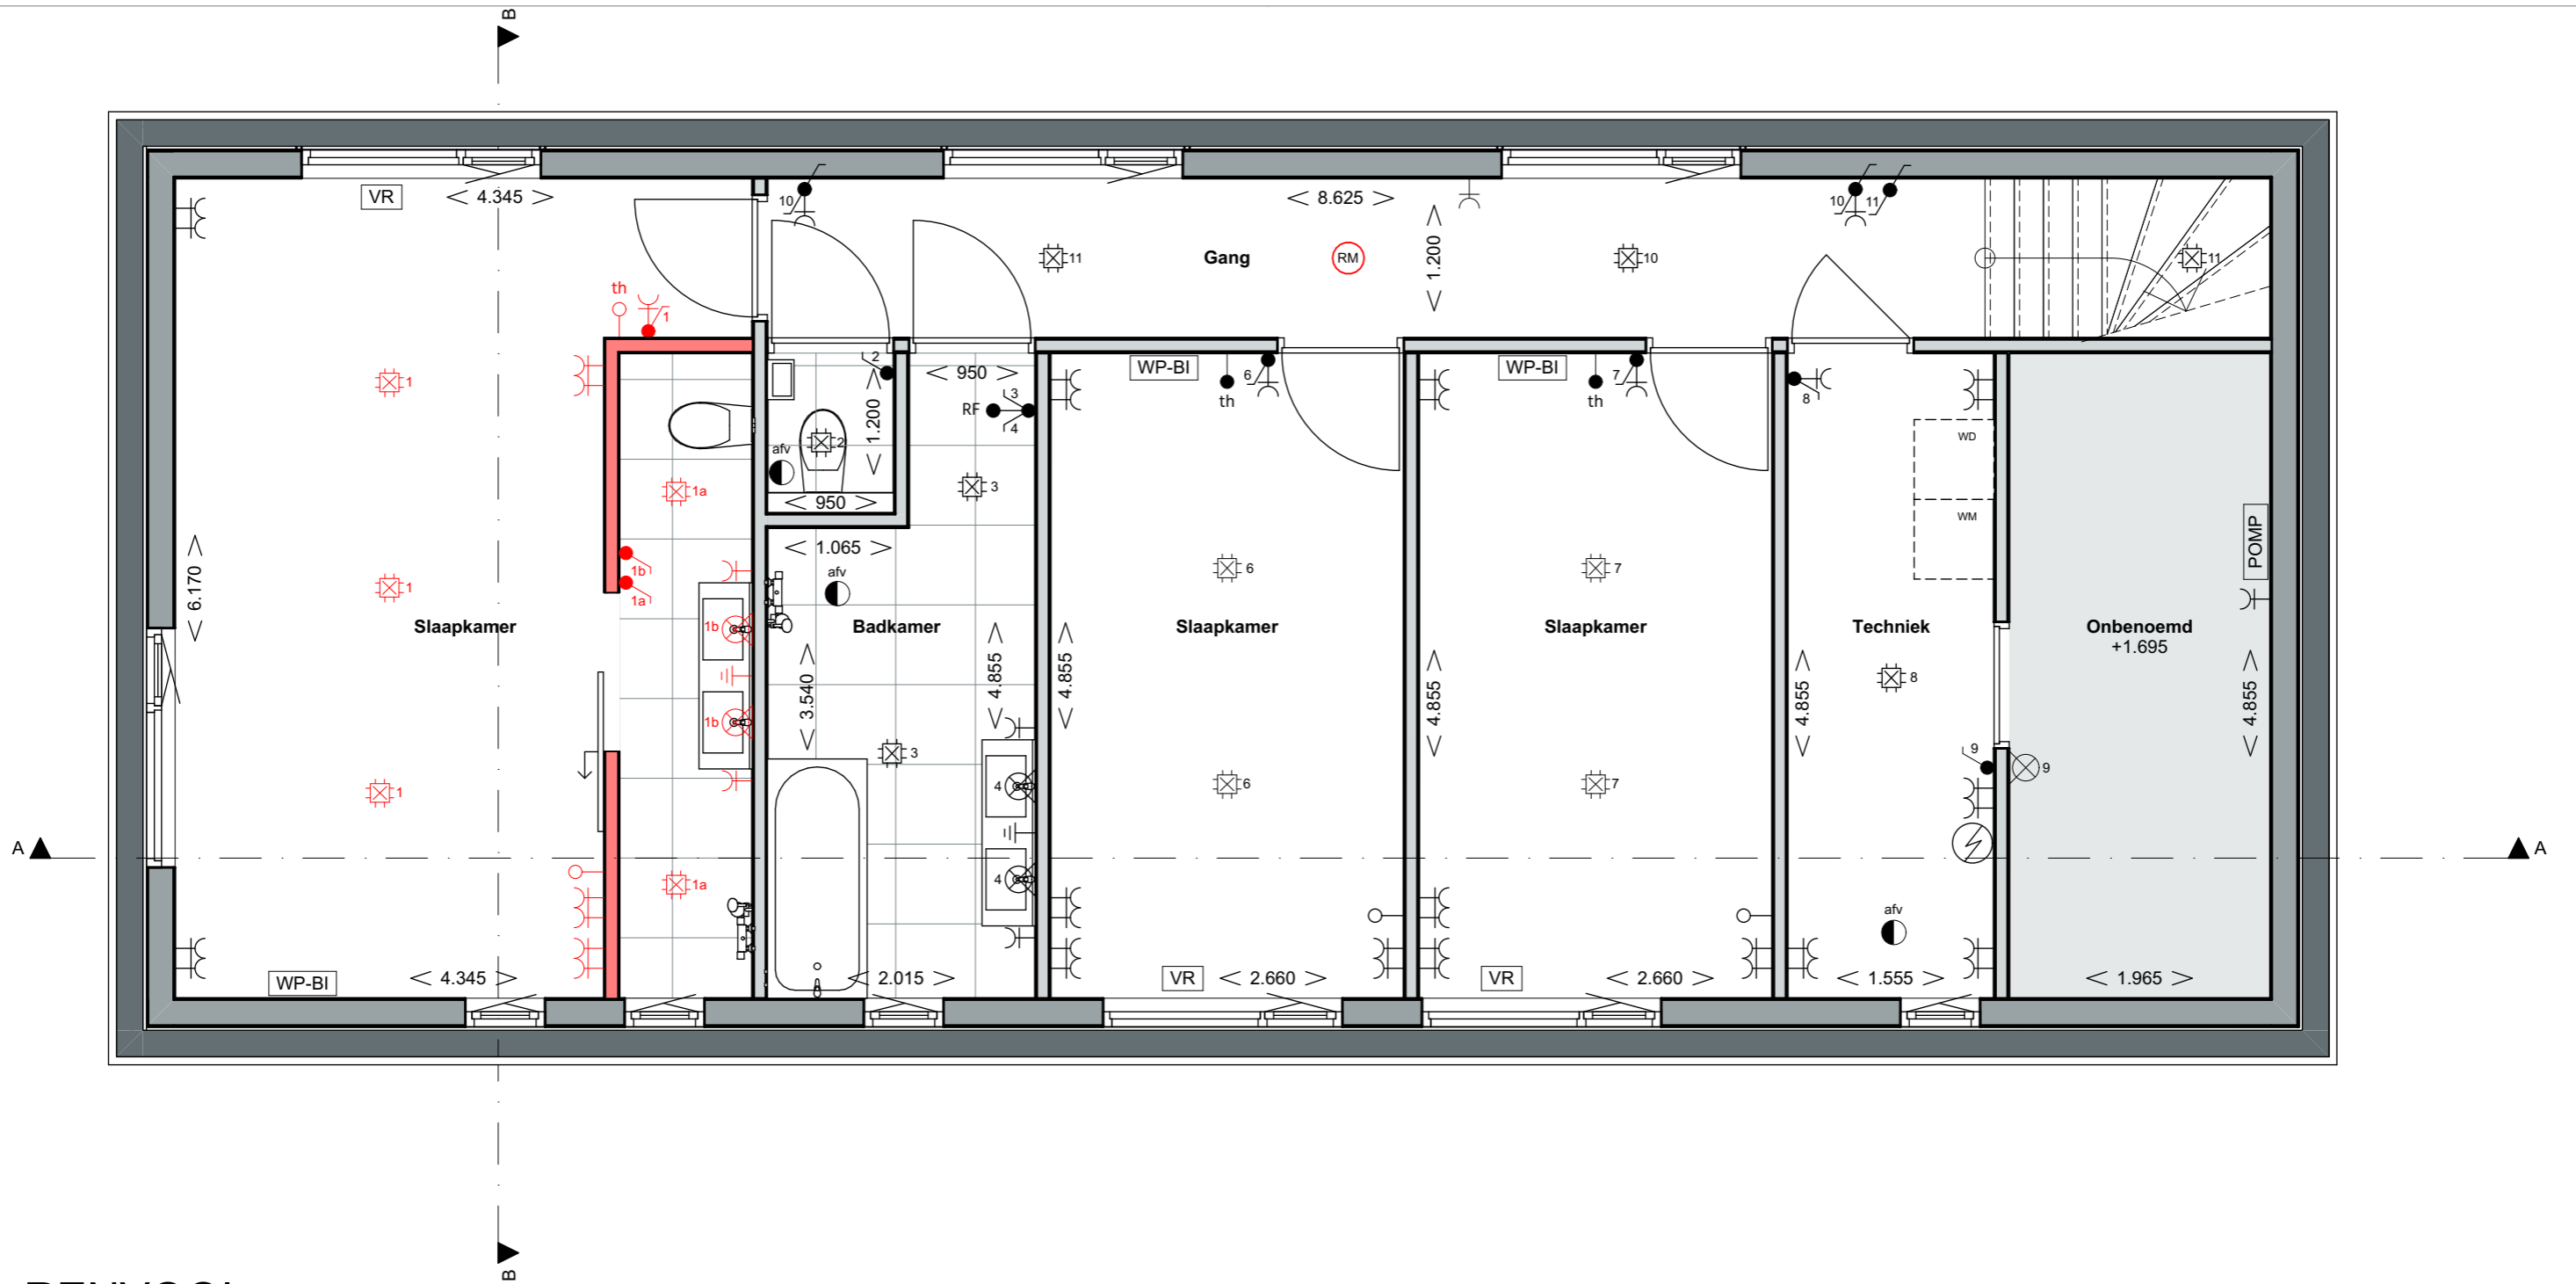 B
VR
4.345
10
8.625
10
11
1.200
Gang
RM
11
10
11
th
1
2
950
WP-BI
6
WP-BI
7
8
1
1.200
RF
3
4
th
th
WD
afv
2
1a
950
3
WM
POMP
6.170
1.065
1b
1a
afv
6
7
1
Slaapkamer
1b
Badkamer
Slaapkamer
Slaapkamer
Techniek
Onbenoemd
+1.695
3.540
4.855
4.855
4.855
4.855
8
4.855
1b
3
9
9
1
4
6
7
A
A
4
1a
afv
WP-BI
4.345
2.015
VR
2.660
VR
2.660
1.555
1.965
B